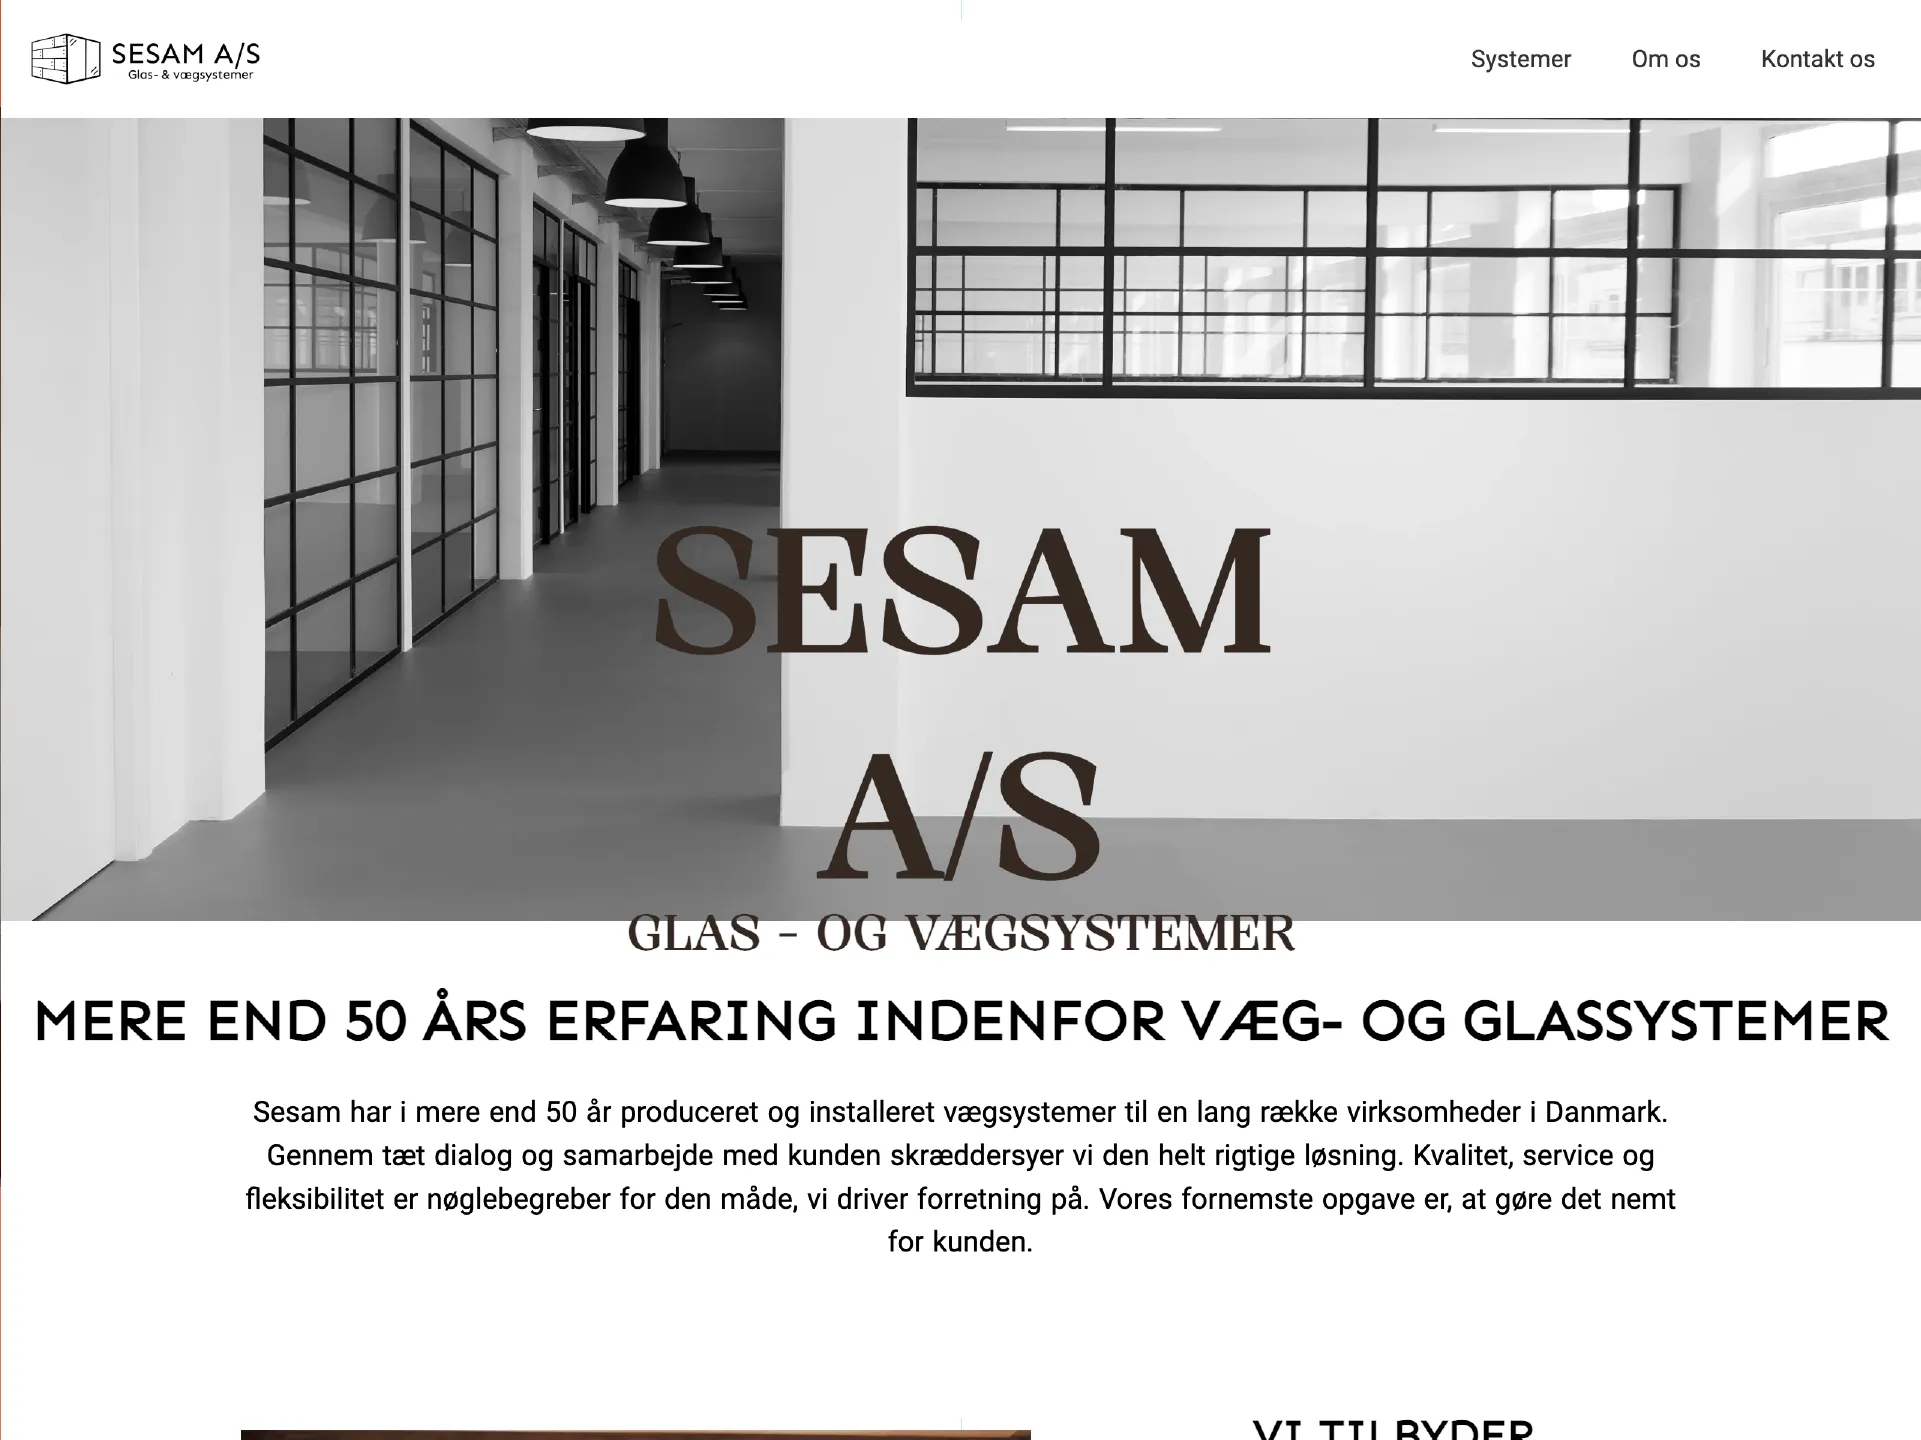 SESAM A/S
Glas- & vægsystemer
Systemer
Om os
Kontakt os
SESAM
A/S
GLAS - OG VÆGSYSTEMER
MERE END 50 ÅRS ERFARING INDENFOR VÆG- OG GLASSYSTEMER
Sesam har i mere end 50 år produceret og installeret vægsystemer til en lang række virksomheder i Danmark.
Gennem tæt dialog og samarbejde med kunden skræddersyer vi den helt rigtige løsning. Kvalitet, service og
fleksibilitet er nøglebegreber for den måde, vi driver forretning på. Vores fornemste opgave er, at gøre det nemt
for kunden.
VI TILBYDER